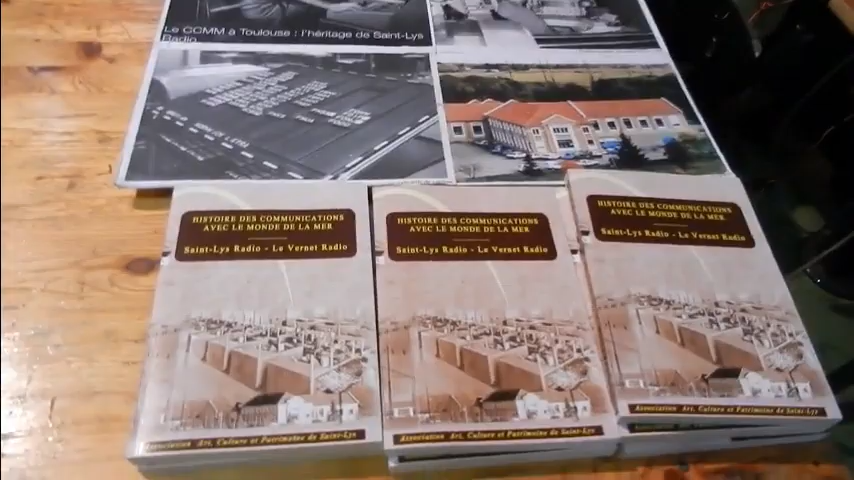 Le CCMM à Toulouse : l'héritage de Saint-Lys
Radio
HISTOIRE DES COMMUNICATIONS
AVEC LE MONDE DE LA MER
Saint-Lys Radio - Le Vernet Radio
Association Art, Culture et Patrimoine de Saint-Lys
HISTOIRE DES COMMUNICATIONS
AVEC LE MONDE DE LA MER
Saint-Lys Radio - Le Vernet Radio
Association Art, Culture et Patrimoine de Saint-Lys
HISTOIRE DES COMMUNICATIONS
AVEC LE MONDE DE LA MER
Saint-Lys Radio - Le Vernet Radio
Association Art, Culture et Patrimoine de Saint-Lys